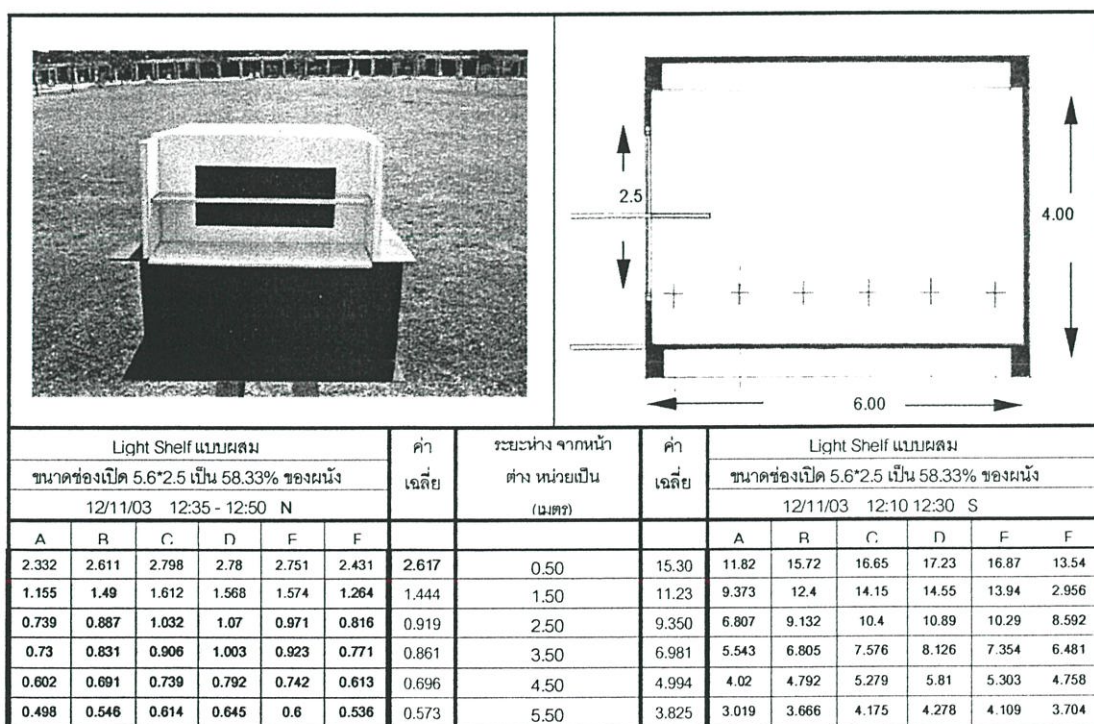 2.5
4.00
6.00
Light Shelf แบบผสม
ขนาดช่องเปิด 5.6*2.5 เป็น 58.33% ของผนัง
12/11/03 12:35 - 12:50 N
ค่า
เฉลี่ย
ระยะห่าง จากหน้า
ต่าง หน่วยเป็น
(เมตร)
ค่า
เฉลี่ย
Light Shelf แบบผสม
ขนาดช่องเปิด 5.6*2.5 เป็น 58.33% ของผนัง
12/11/03 12:10 12:30 S
A B C D E F A B C D E F
2.332 2.611 2.798 2.78 2.751 2.431 2.617 0.50 15.30 11.82 15.72 16.65 17.23 16.87 13.54
1.155 1.49 1.612 1.568 1.574 1.264 1.444 1.50 11.23 9.373 12.4 14.15 14.55 13.94 2.956
0.739 0.887 1.032 1.07 0.971 0.816 0.919 2.50 9.350 6.807 9.132 10.4 10.89 10.29 8.592
0.73 0.831 0.906 1.003 0.923 0.771 0.861 3.50 6.981 5.543 6.805 7.576 8.126 7.354 6.481
0.602 0.691 0.739 0.792 0.742 0.613 0.696 4.50 4.994 4.02 4.792 5.279 5.81 5.303 4.758
0.498 0.546 0.614 0.645 0.6 0.536 0.573 5.50 3.825 3.019 3.666 4.175 4.278 4.109 3.704